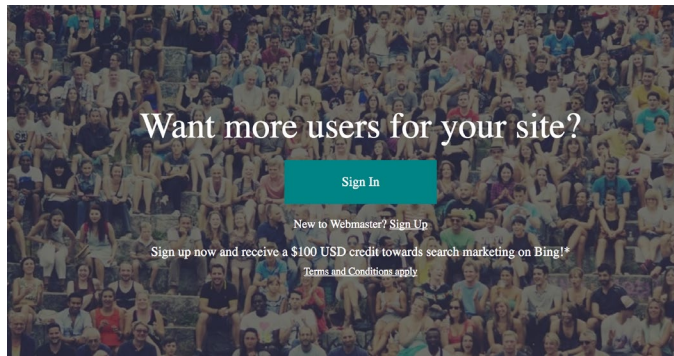 Want more users for your site?
Sign In
New to Webmaster? Sign Up
Sign up now and receive a $100 USD credit towards search marketing on Bing!*
Terms and Conditions apply